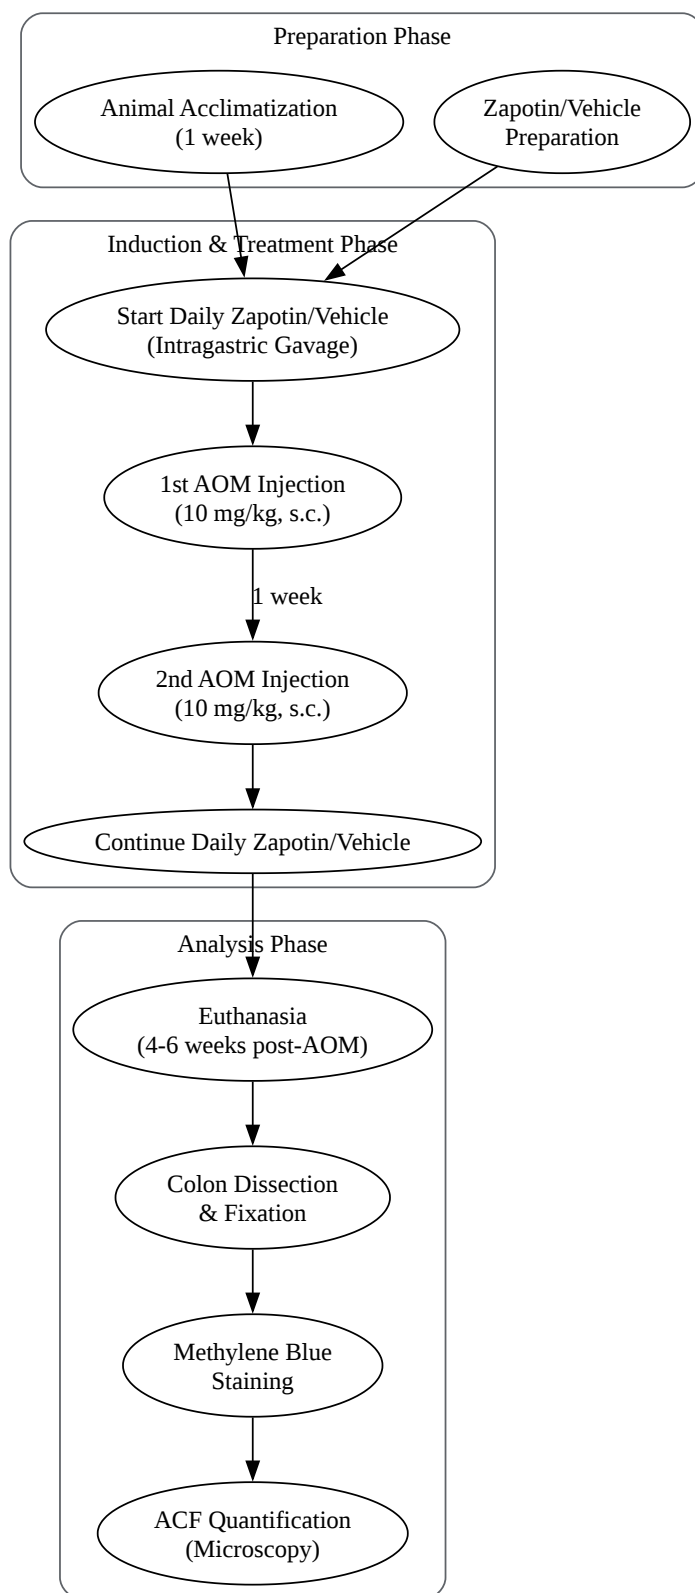 Preparation Phase
Animal Acclimatization
(1 week)
Zapotin/Vehicle
Preparation
Induction & Treatment Phase
Start Daily Zapotin/Vehicle
(Intragastric Gavage)
1st AOM Injection
(10 mg/kg, s.c.)
1 week
2nd AOM Injection
(10 mg/kg, s.c.)
Continue Daily Zapotin/Vehicle
Analysis Phase
Euthanasia
(4-6 weeks post-AOM)
Colon Dissection
& Fixation
Methylene Blue
Staining
ACF Quantification
(Microscopy)